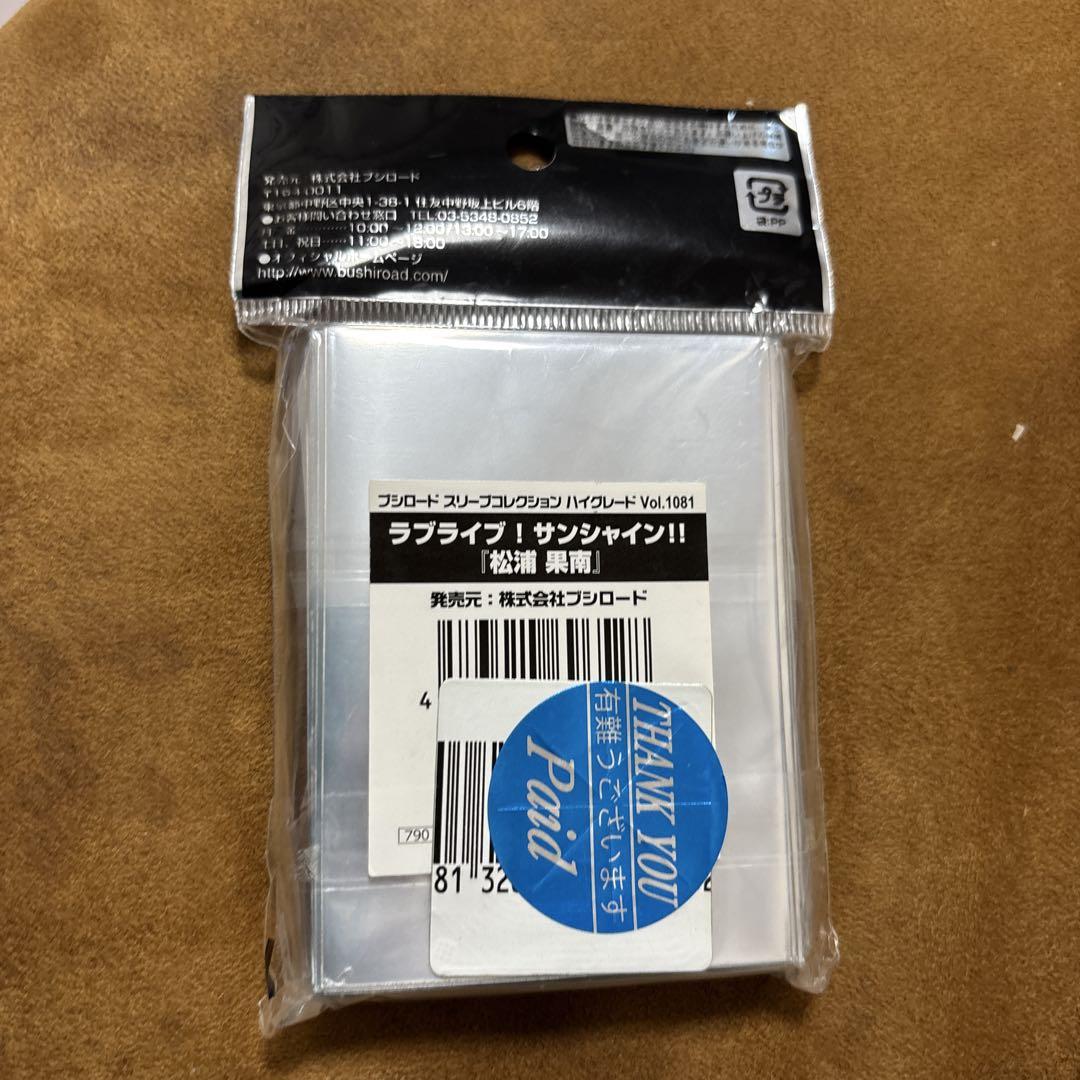 発売元 株式会社ブシロード
〒164-0011
東京都中野区中央1-38-1 住友中野坂上ビル6階
●お客様問い合わせ窓口 TEL.03-5348-0852
月～金………10:00～12:00/13:00～17:00
土日、祝日……11:00～18:00
●オフィシャルホームページ
http://www.bushiroad.com/
プラ
袋:PP
ブシロード スリーブコレクション ハイグレード Vol.1081
ラブライブ！サンシャイン!!
『松浦 果南』
発売元：株式会社ブシロード
4
790
81 32
2
THANK YOU
有難うございます
Paid